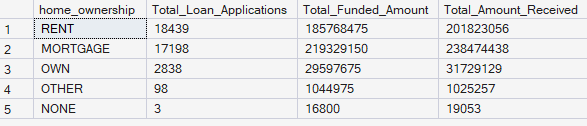 home_ownership Total_Loan_Applications Total_Funded_Amount Total_Amount_Received
1 RENT 18439 185768475 201823056
2 MORTGAGE 17198 219329150 238474438
3 OWN 2838 29597675 31729129
4 OTHER 98 1044975 1025257
5 NONE 3 16800 19053